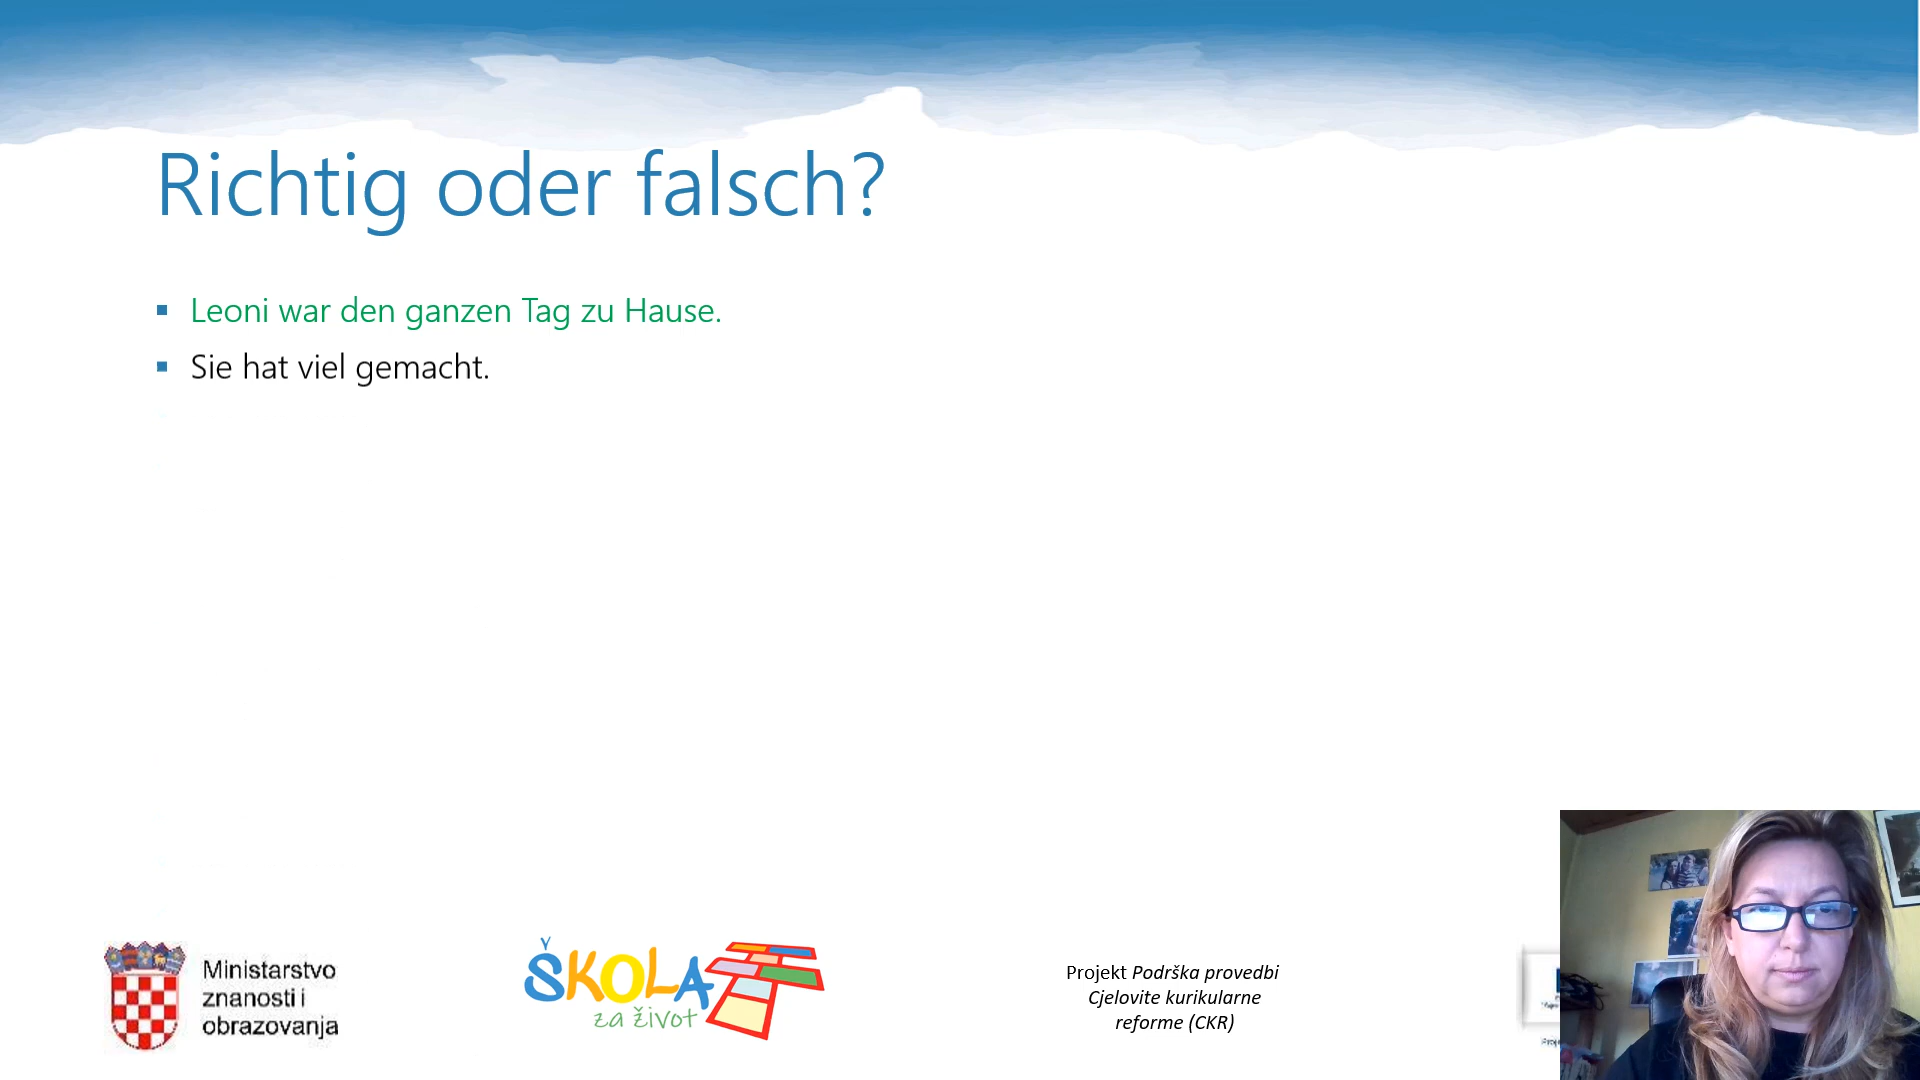 Richtig oder falsch?
Leoni war den ganzen Tag zu Hause.
Sie hat viel gemacht.
Ministarstvo
znanosti i
obrazovanja
ŠKOLA
za život
Projekt Podrška provedbi
Cjelovite kurikularne
reforme (CKR)